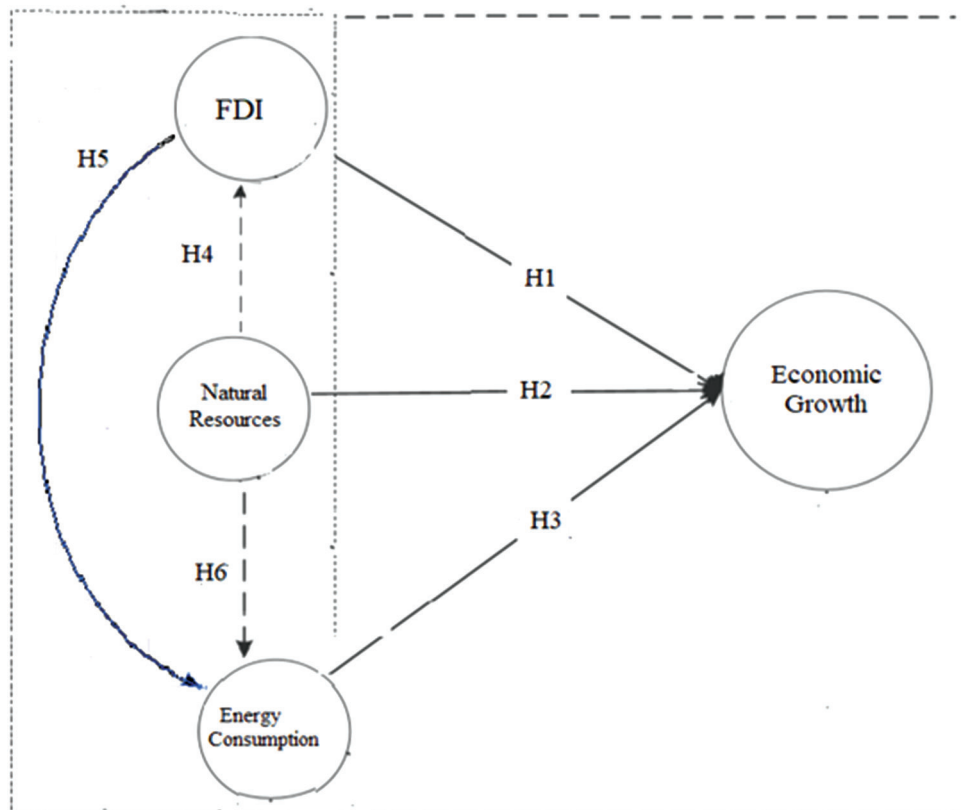 FDI
H5
H4
H1
Natural
Resources
H2
Economic
Growth
H3
H6
Energy
Consumption